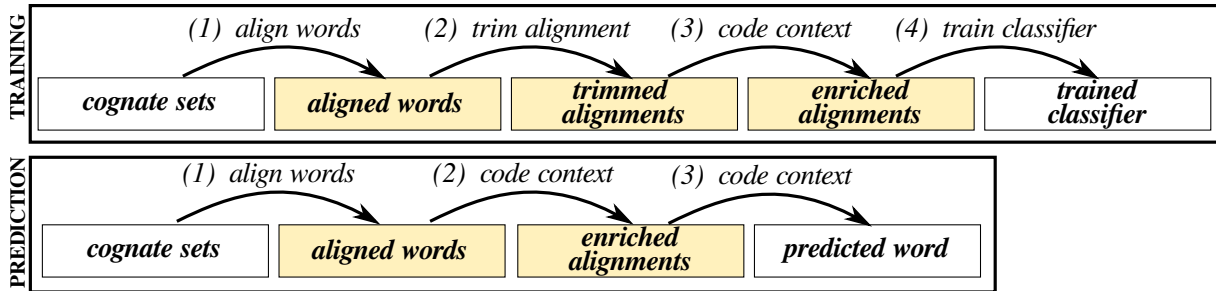 TRAINING
(1) align words (2) trim alignment (3) code context (4) train classifier
cognate sets aligned words trimmed alignments enriched alignments trained classifier
PREDICTION
(1) align words (2) code context (3) code context
cognate sets aligned words enriched alignments predicted word